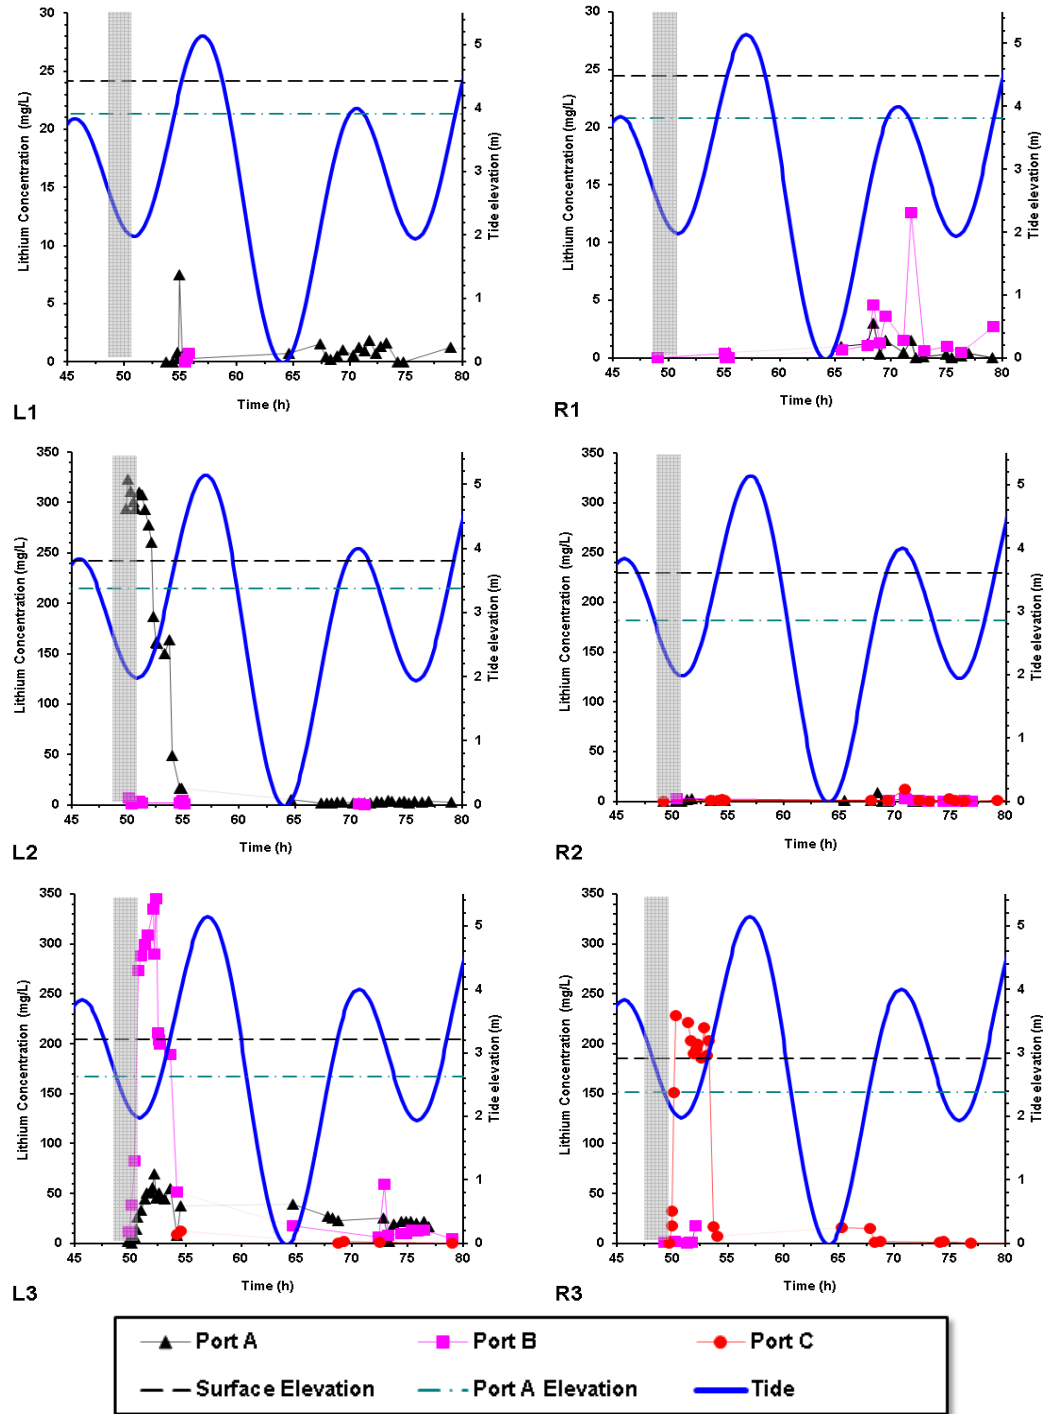 30
25
20
15
10
5
0
45 50 55 60 65 70 75 80
5
4
3
2
1
0
Lithium Concentration (mg/L)
Tide elevation (m)
Time (h)
L1
30
25
20
15
10
5
0
45 50 55 60 65 70 75 80
5
4
3
2
1
0
Lithium Concentration (mg/L)
Tide elevation (m)
Time (h)
R1
350
300
250
200
150
100
50
0
45 50 55 60 65 70 75 80
5
4
3
2
1
0
Lithium Concentration (mg/L)
Tide elevation (m)
Time (h)
L2
350
300
250
200
150
100
50
0
45 50 55 60 65 70 75 80
5
4
3
2
1
0
Lithium Concentration (mg/L)
Tide elevation (m)
Time (h)
R2
350
300
250
200
150
100
50
0
45 50 55 60 65 70 75 80
5
4
3
2
1
0
Lithium Concentration (mg/L)
Tide elevation (m)
Time (h)
L3
350
300
250
200
150
100
50
0
45 50 55 60 65 70 75 80
5
4
3
2
1
0
Lithium Concentration (mg/L)
Tide elevation (m)
Time (h)
R3
Port A Port B Port C
Surface Elevation Port A Elevation Tide